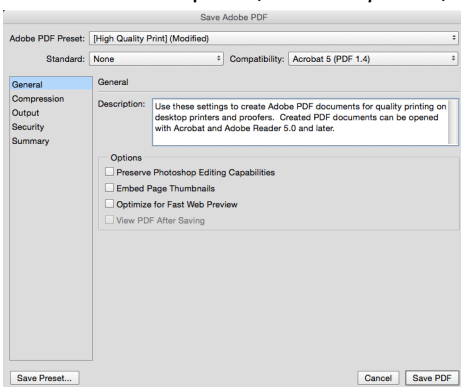 Save Adobe PDF
Adobe PDF Preset: [High Quality Print] (Modified)
Standard: None Compatibility: Acrobat 5 (PDF 1.4)
General
Compression
Output
Security
Summary
General
Description: Use these settings to create Adobe PDF documents for quality printing on
desktop printers and proofers. Created PDF documents can be opened
with Acrobat and Adobe Reader 5.0 and later.
Options
Preserve Photoshop Editing Capabilities
Embed Page Thumbnails
Optimize for Fast Web Preview
View PDF After Saving
Save Preset... Cancel Save PDF